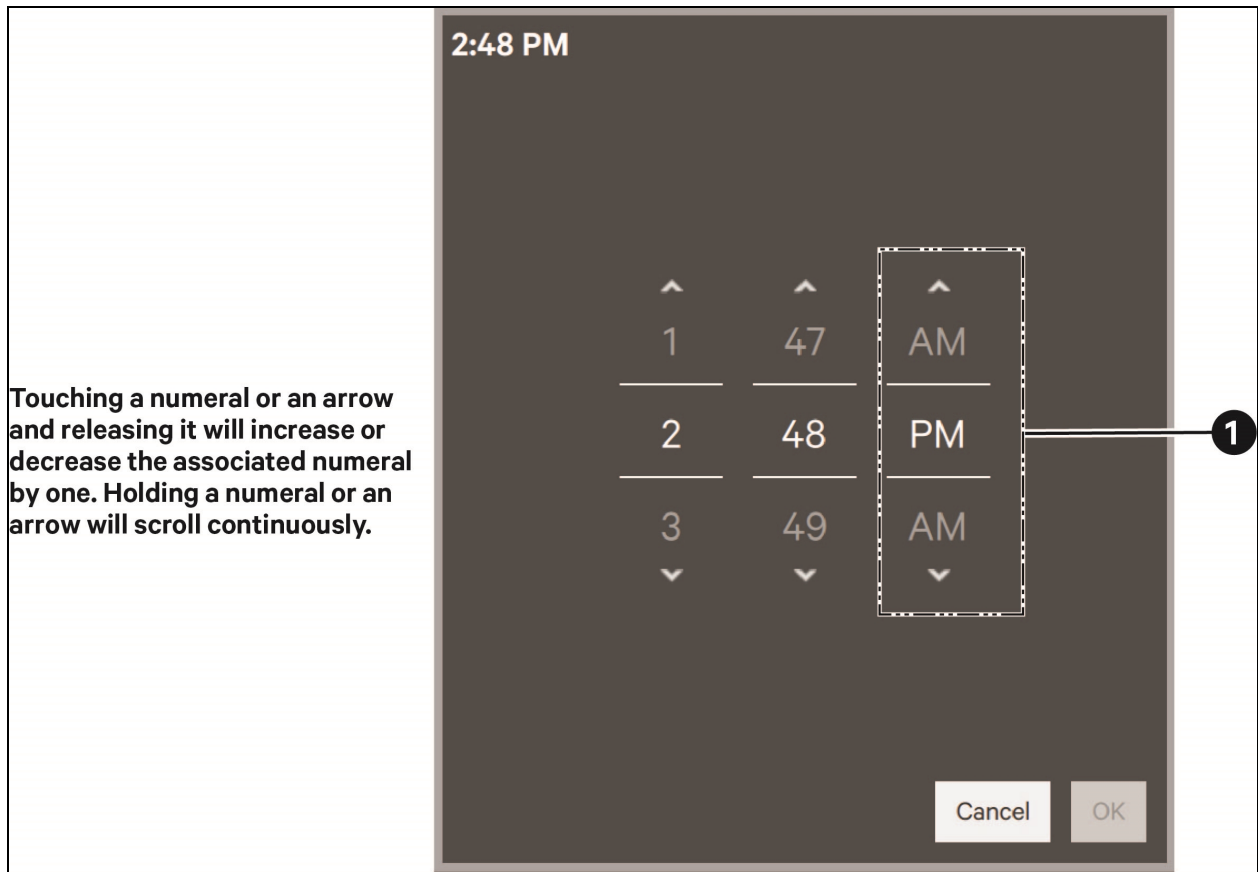 Touching a numeral or an arrow
and releasing it will increase or
decrease the associated numeral
by one. Holding a numeral or an
arrow will scroll continuously.
2:48 PM
1 47 AM
2 48 PM
3 49 AM
1
Cancel OK